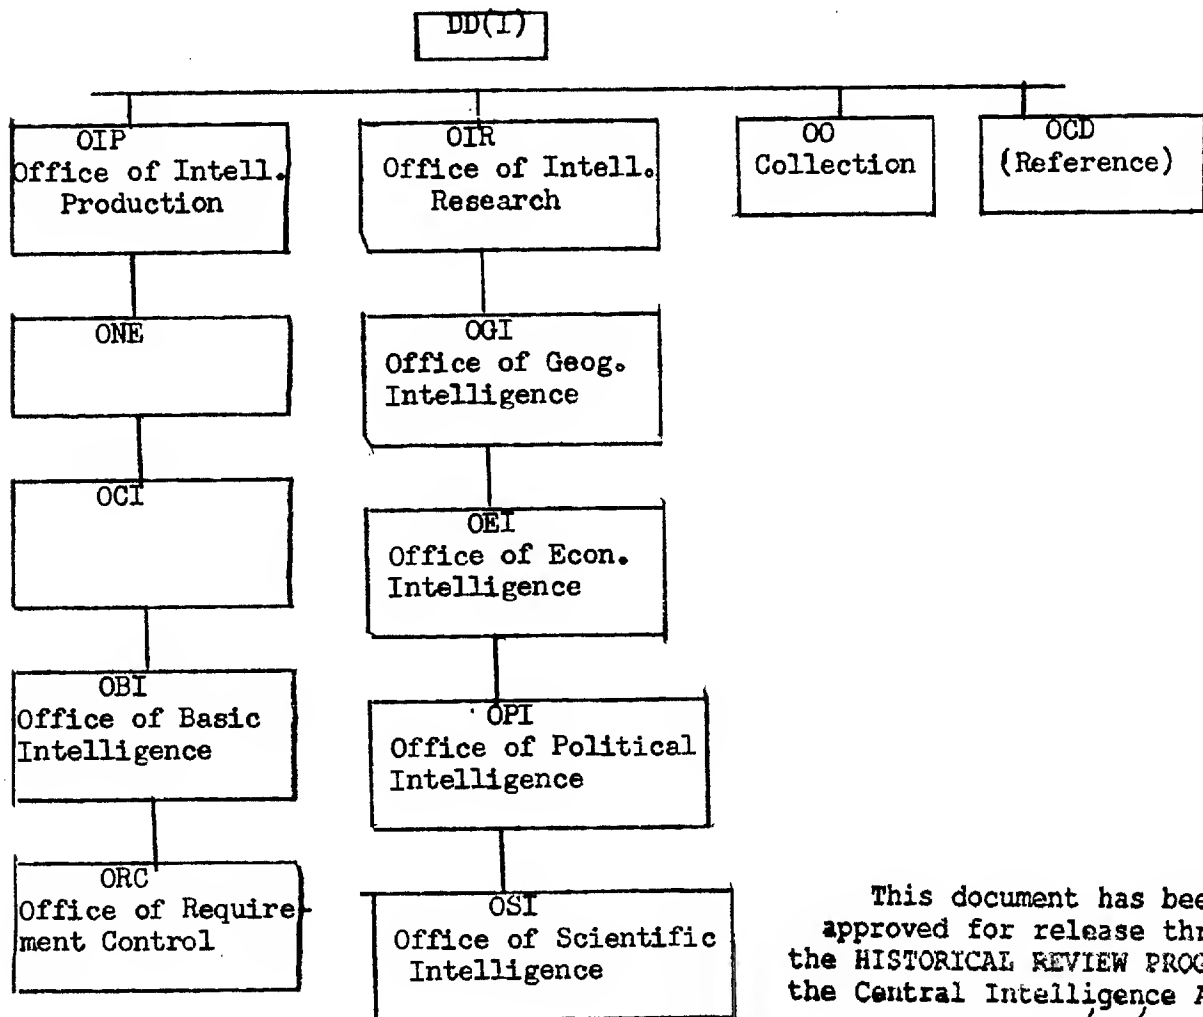 DD(I)
OIP
Office of Intell.
Production
OIR
Office of Intell.
Research
OO
Collection
OCD
(Reference)
ONE
OGI
Office of Geog.
Intelligence
OCI
OEI
Office of Econ.
Intelligence
OBI
Office of Basic
Intelligence
OPI
Office of Political
Intelligence
ORC
Office of Require-
ment Control
OSI
Office of Scientific
Intelligence
This document has
approved for release
the HISTORICAL REVIEW
the Central Intelligence